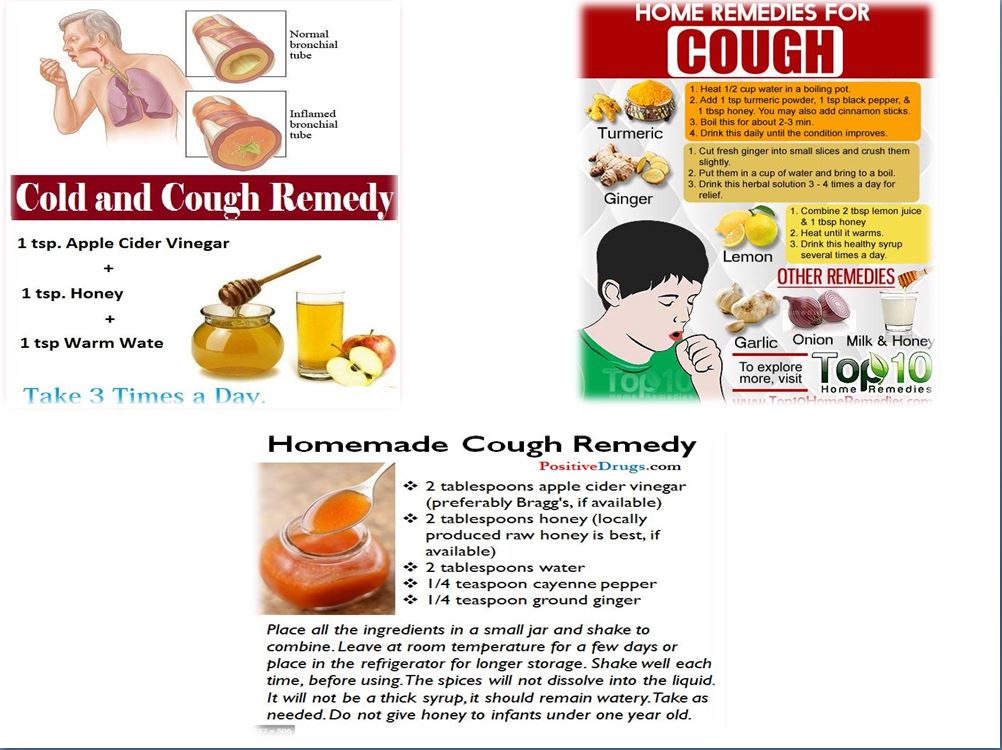 Normal
bronchial
tube
Inflamed
bronchial
tube
Cold and Cough Remedy
1 tsp. Apple Cider Vinegar
+
1 tsp. Honey
+
1 tsp Warm Wate
Take 3 Times a Day.
HOME REMEDIES FOR
COUGH
Turmeric
1. Heat 1/2 cup water in a boiling pot.
2. Add 1 tsp turmeric powder, 1 tsp black pepper, &
1 tbsp honey. You may also add cinnamon sticks.
3. Boil this for about 2-3 min.
4. Drink this daily until the condition improves.
Ginger
1. Cut fresh ginger into small slices and crush them
slightly.
2. Put them in a cup of water and bring to a boil.
3. Drink this herbal solution 3 - 4 times a day for
relief.
Lemon
1. Combine 2 tbsp lemon juice
& 1 tbsp honey
2. Heat until it warms.
3. Drink this healthy syrup
several times a day.
OTHER REMEDIES
Garlic
Onion
Milk & Honey
To explore
more, visit
Top10
Home Remedies
www.Top10HomeRemedies.com
Top10
Home Remedies
Homemade Cough Remedy
PositiveDrugs.com
❖ 2 tablespoons apple cider vinegar
(preferably Bragg's, if available)
❖ 2 tablespoons honey (locally
produced raw honey is best, if
available)
❖ 2 tablespoons water
❖ 1/4 teaspoon cayenne pepper
❖ 1/4 teaspoon ground ginger
Place all the ingredients in a small jar and shake to
combine. Leave at room temperature for a few days or
place in the refrigerator for longer storage. Shake well each
time, before using. The spices will not dissolve into the liquid.
It will not be a thick syrup, it should remain watery. Take as
needed. Do not give honey to infants under one year old.